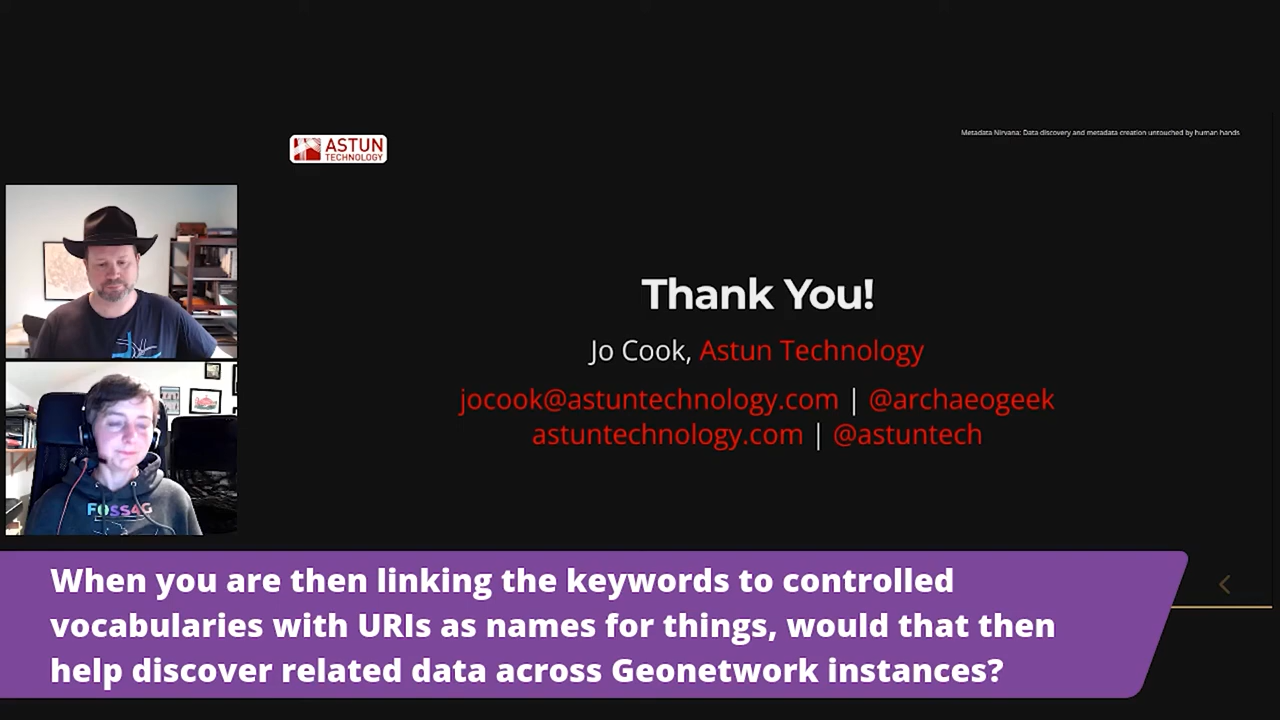 ASTUN
TECHNOLOGY
Metadata Nirvana: Data discovery and metadata creation untouched by human hands
Thank You!
Jo Cook, Astun Technology
jocook@astuntechnology.com | @archaeogeek
astuntechnology.com | @astuntech
FOSS4G
When you are then linking the keywords to controlled
vocabularies with URIs as names for things, would that then
help discover related data across Geonetwork instances?